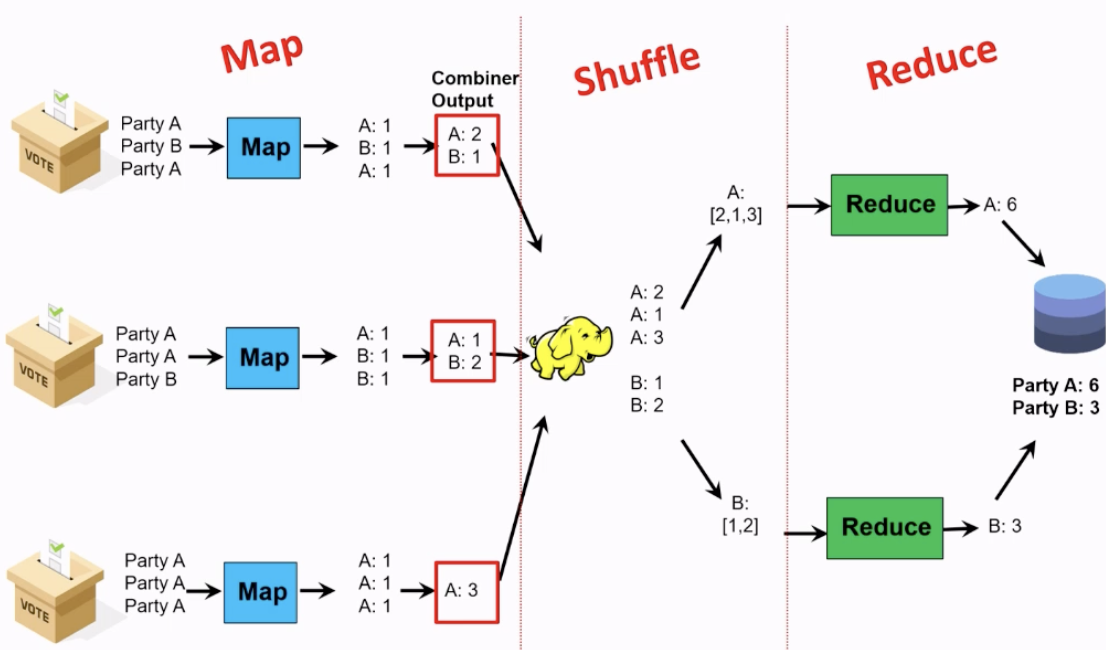 Map
Shuffle
Reduce
Combiner
Output
VOTE
Party A
Party B
Party A
Map
A: 1
B: 1
A: 1
A: 2
B: 1
VOTE
Party A
Party A
Party B
Map
A: 1
B: 1
B: 1
A: 1
B: 2
VOTE
Party A
Party A
Party A
Map
A: 1
A: 1
A: 1
A: 3
A: 2
A: 1
A: 3
B: 1
B: 2
A:
[2,1,3]
B:
[1,2]
Reduce
A: 6
Reduce
B: 3
Party A: 6
Party B: 3